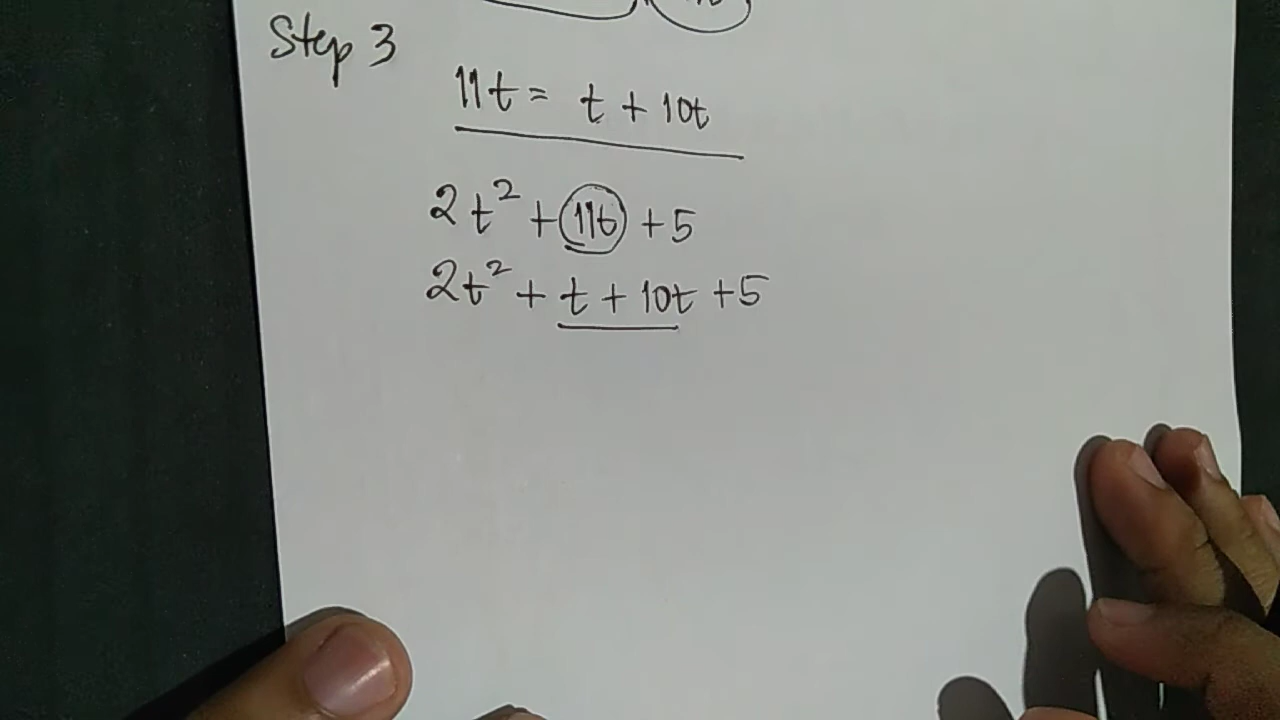 Step 3
11t = t + 10t
2t² + 11t + 5
2t² + t + 10t + 5